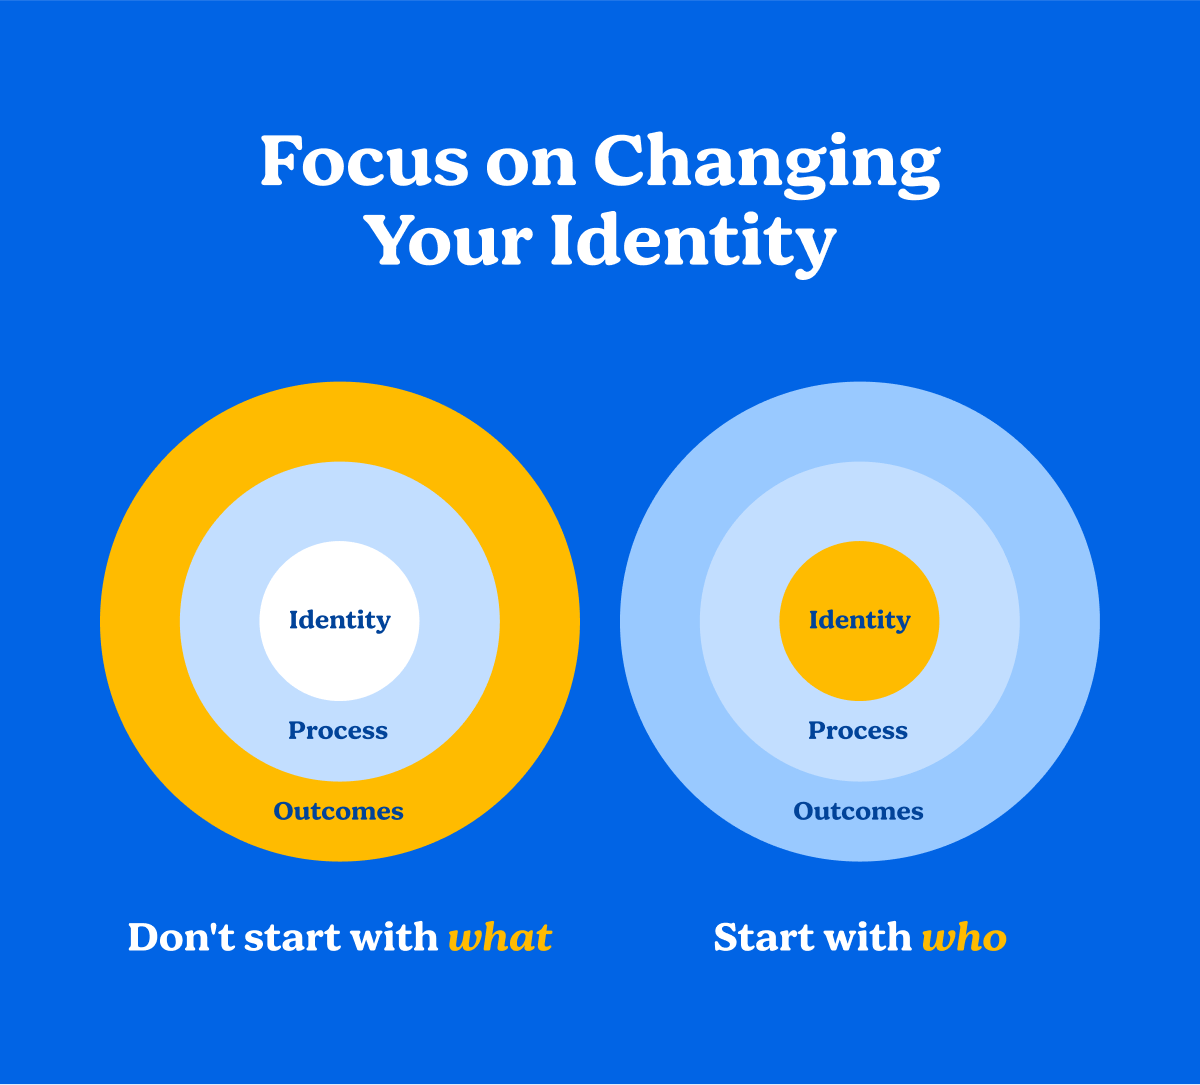 Focus on Changing
Your Identity
Identity
Process
Outcomes
Don't start with what
Identity
Process
Outcomes
Start with who